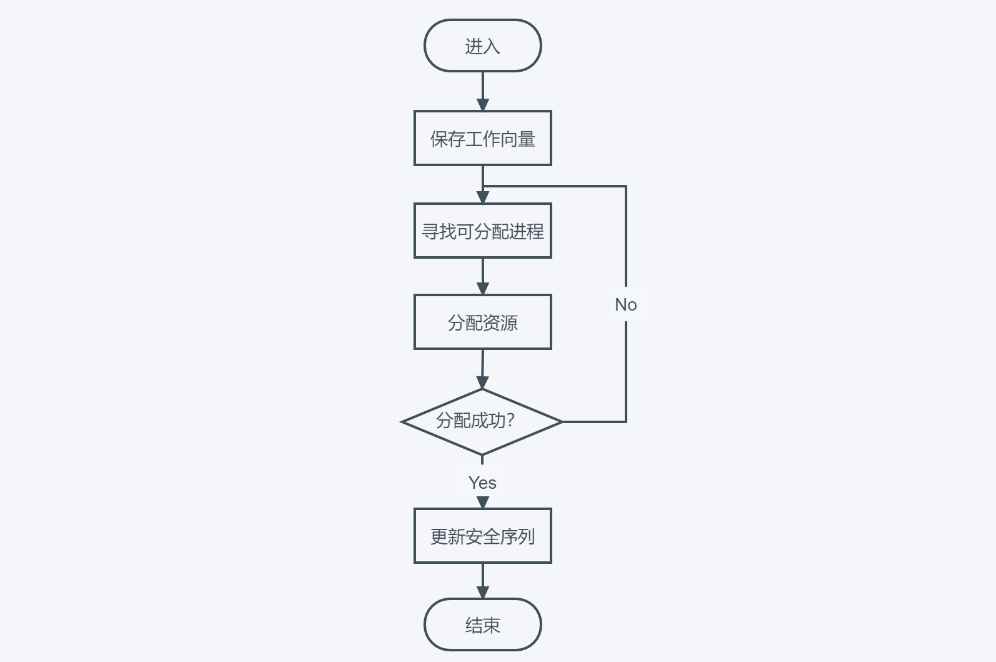 进入
保存工作向量
寻找可分配进程
分配资源
No
分配成功?
Yes
更新安全序列
结束